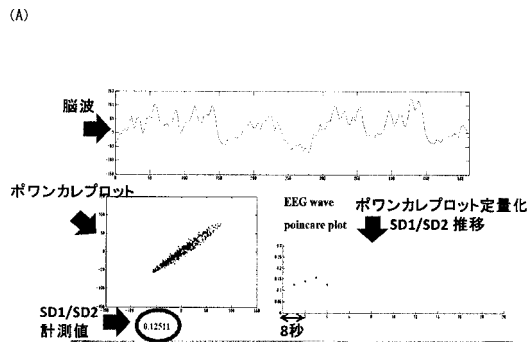 (A)
脳波
ポワンカレプロット
EEG wave
poincare plot
ポワンカレプロット定量化
SD1/SD2 推移
SD1/SD2
計測値
0.12511
8秒